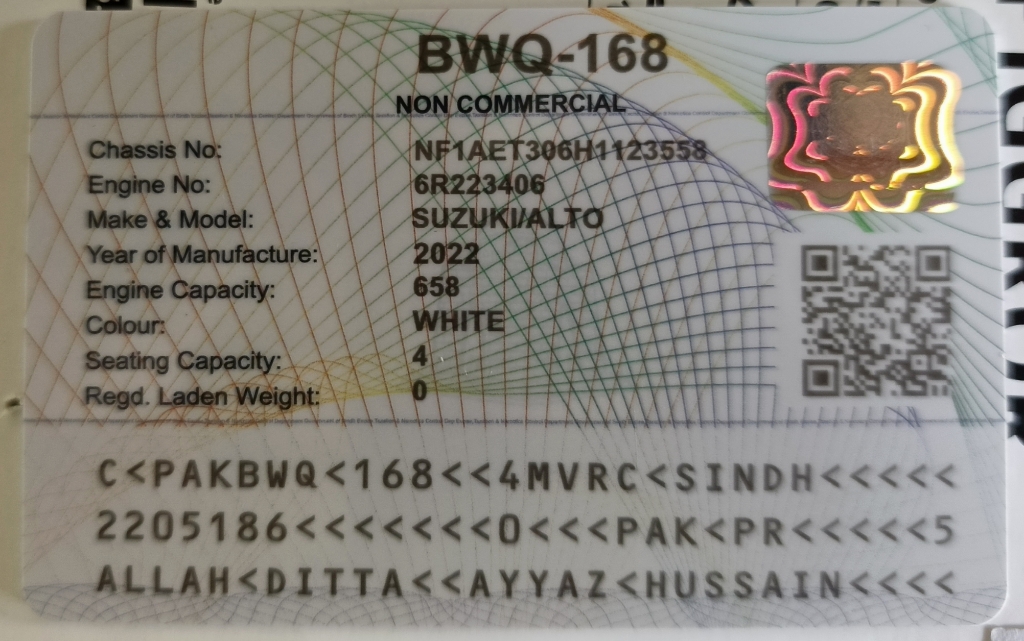 BWQ-168
NON COMMERCIAL
Chassis No: NF1AET306H1123558
Engine No: 6R223406
Make & Model: SUZUKI/ALTO
Year of Manufacture: 2022
Engine Capacity: 658
Colour: WHITE
Seating Capacity: 4
Regd. Laden Weight: 0
C<PAKBWQ<168<<4MVRC<SINDH<<<<<
2205186<<<<<<<<O<<<PAK<PR<<<<<5
ALLAH<DITTA<<AYYAZ<HUSSAIN<<<<